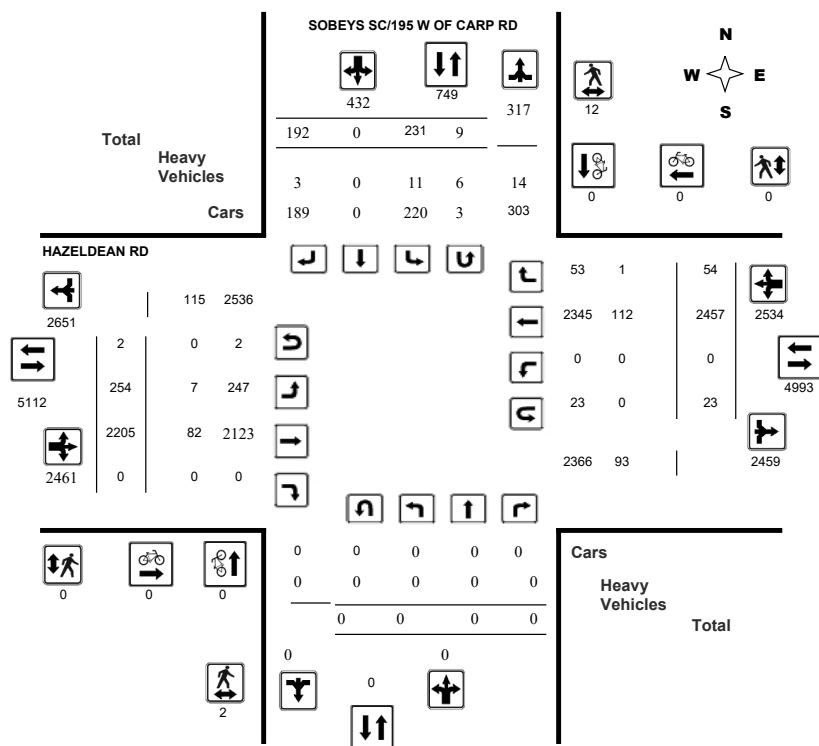 SOBEYS SC/195 W OF CARP RD
N
W E
S
432 749 317 12
Total 192 0 231 9
Heavy
Vehicles
3 0 11 6 14
Cars 189 0 220 3 303
0 0 0
HAZELDEAN RD
2651 115 2536
5112
2 0 2
254 7 247
2205 82 2123
2461 0 0 0
53 1 54
2345 112 2457 2534
0 0 0
4993
23 0 23
2366 93 2459
0 0 0
0 0 0 0 0
0 0 0 0 0
0 0 0 0
0 0 0
2
Cars
Heavy
Vehicles
Total